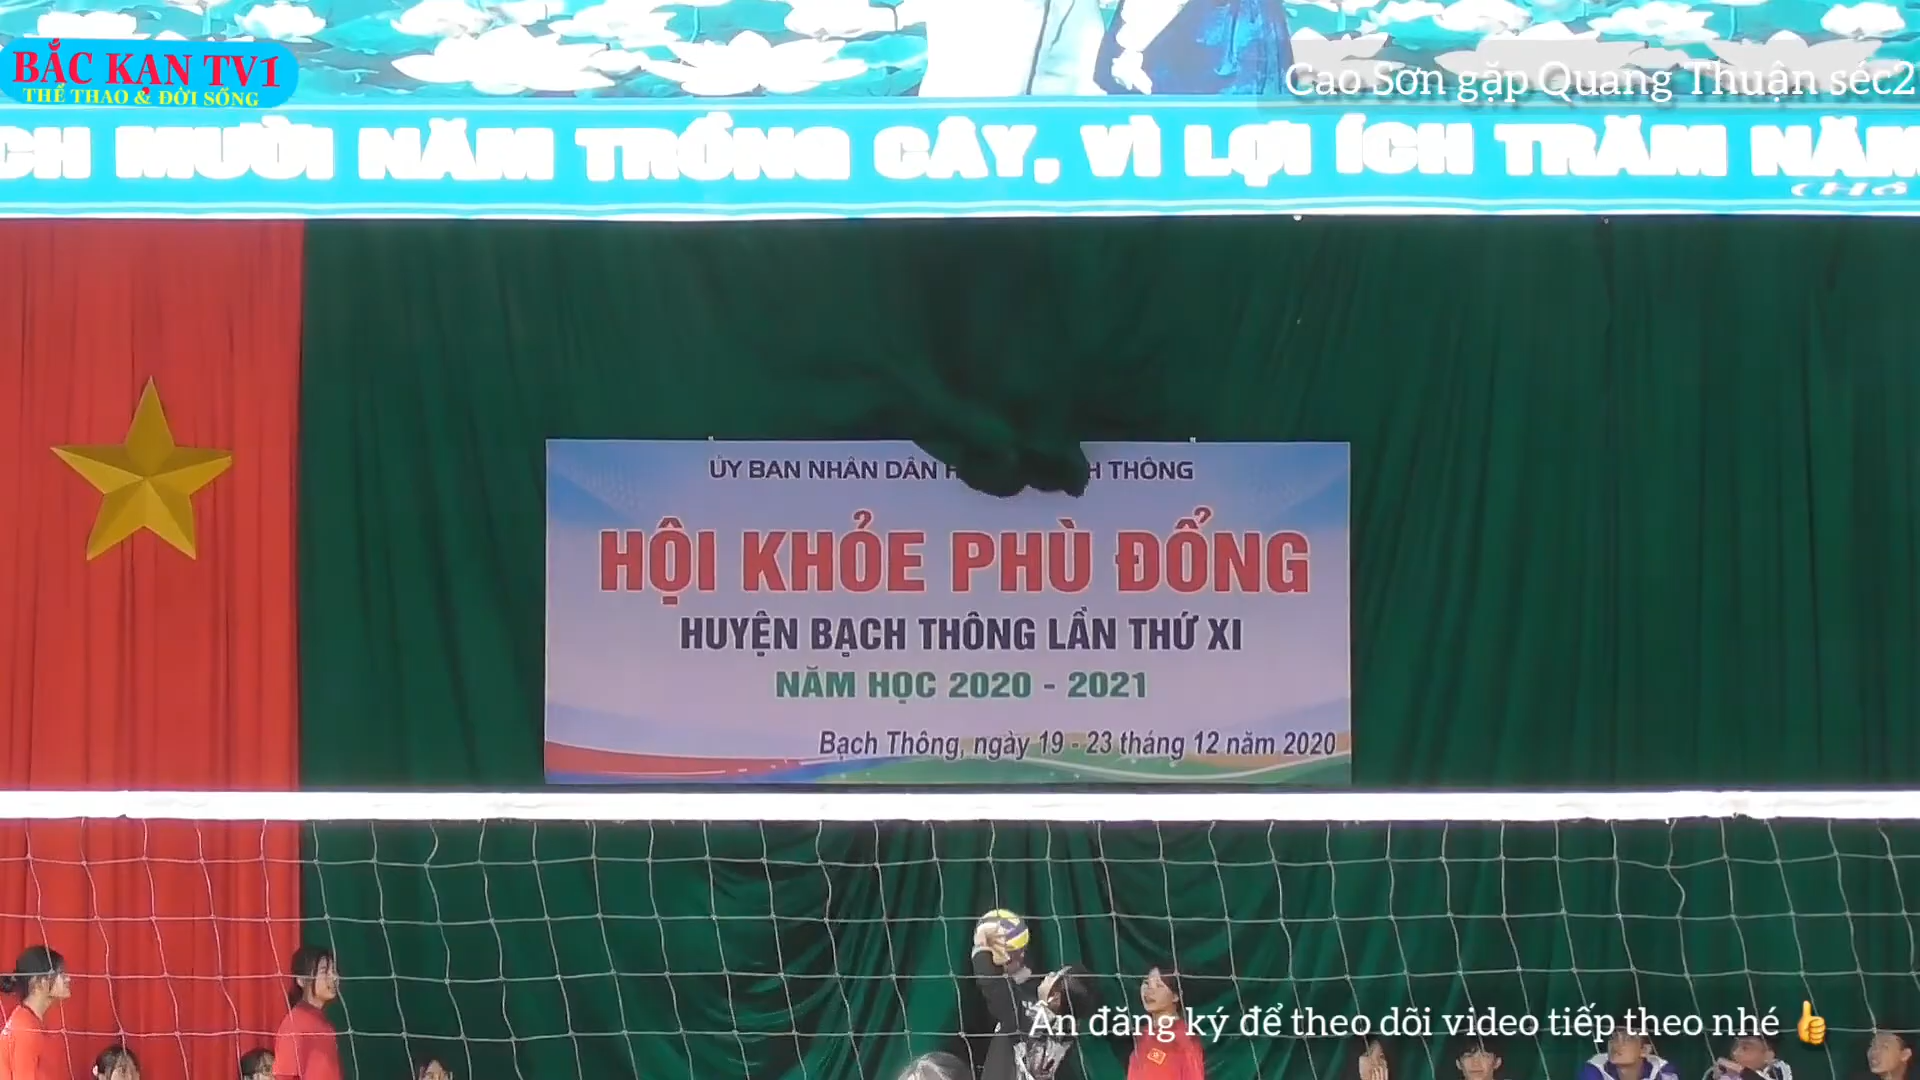 BẮC KẠN TV1
THỂ THAO & ĐỜI SỐNG
Cao Sơn gặp Quang Thuận séc2
CH MƯỜI NĂM TRỒNG CÂY, VÌ LỢI ÍCH TRĂM NĂM
ỦY BAN NHÂN DÂN H H THÔNG
HỘI KHỎE PHÙ ĐỔNG
HUYỆN BẠCH THÔNG LẦN THỨ XI
NĂM HỌC 2020 - 2021
Bạch Thông, ngày 19 - 23 tháng 12 năm 2020
Ấn đăng ký để theo dõi video tiếp theo nhé 👍